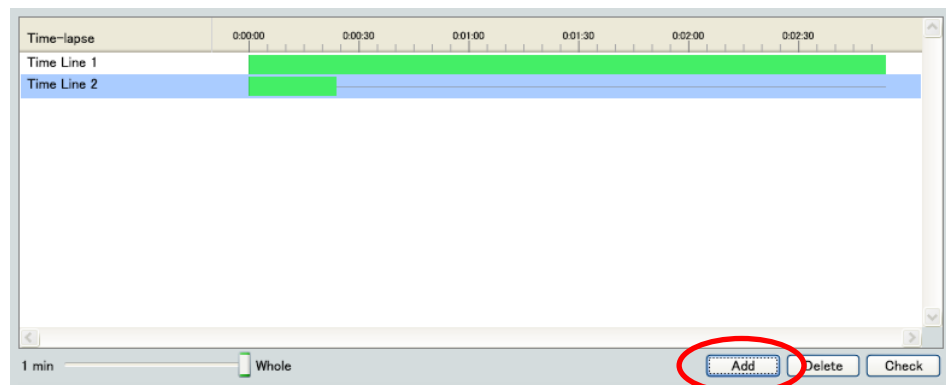 Time-lapse 0:00:00 0:00:30 0:01:00 0:01:30 0:02:00 0:02:30
Time Line 1
Time Line 2
1 min Whole Add Delete Check